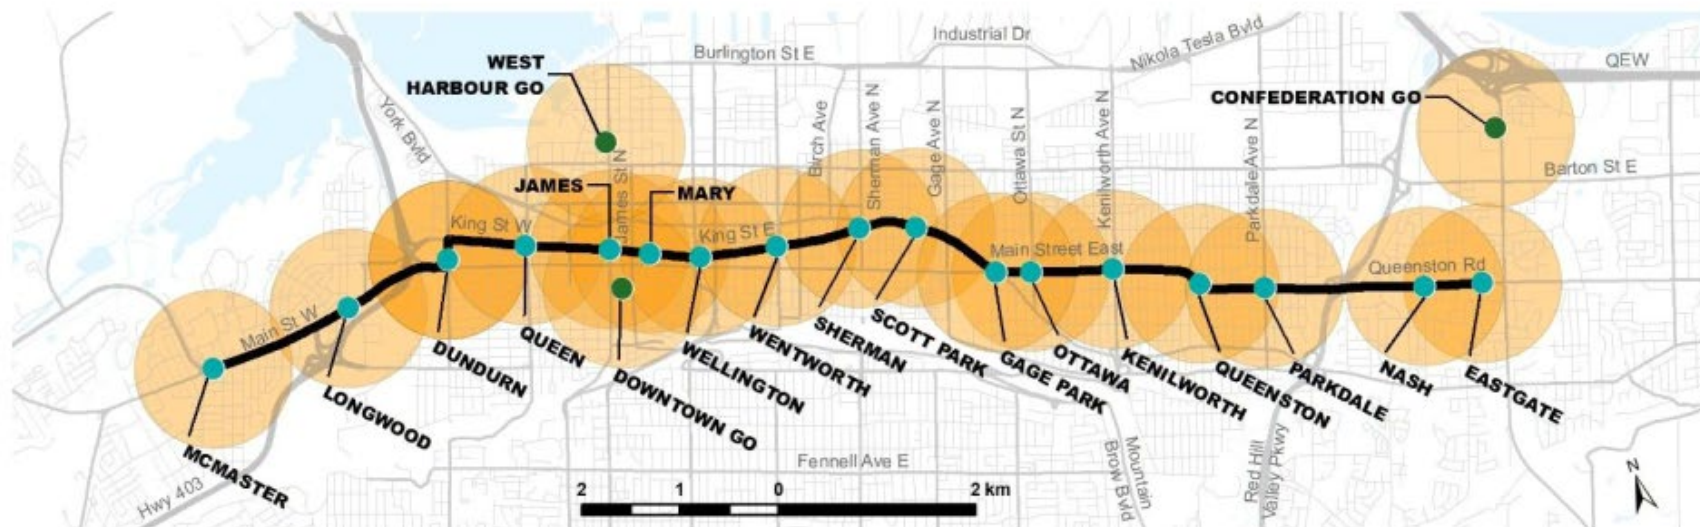 Industrial Dr
Nikola Tesla Bvld
Burlington St E
QEW
WEST
HARBOUR GO
CONFEDERATION GO
York Bvld
Birch Ave
Sherman Ave N
Gage Ave N
Ottawa St N
Kenilworth Ave N
Parkdale Ave N
Barton St E
JAMES
MARY
James St N
King St W
King St E
Main Street East
Queenston Rd
Main St W
MCMASTER
LONGWOOD
DUNDURN
QUEEN
DOWNTOWN GO
WELLINGTON
WENTWORTH
SHERMAN
SCOTT PARK
GAGE PARK
OTTAWA
KENILWORTH
QUEENSTON
PARKDALE
NASH
EASTGATE
Hwy 403
Fennell Ave E
Mountain
Brow Bvld
Red Hill
Valley Pkwy
2 1 0 2 km
N